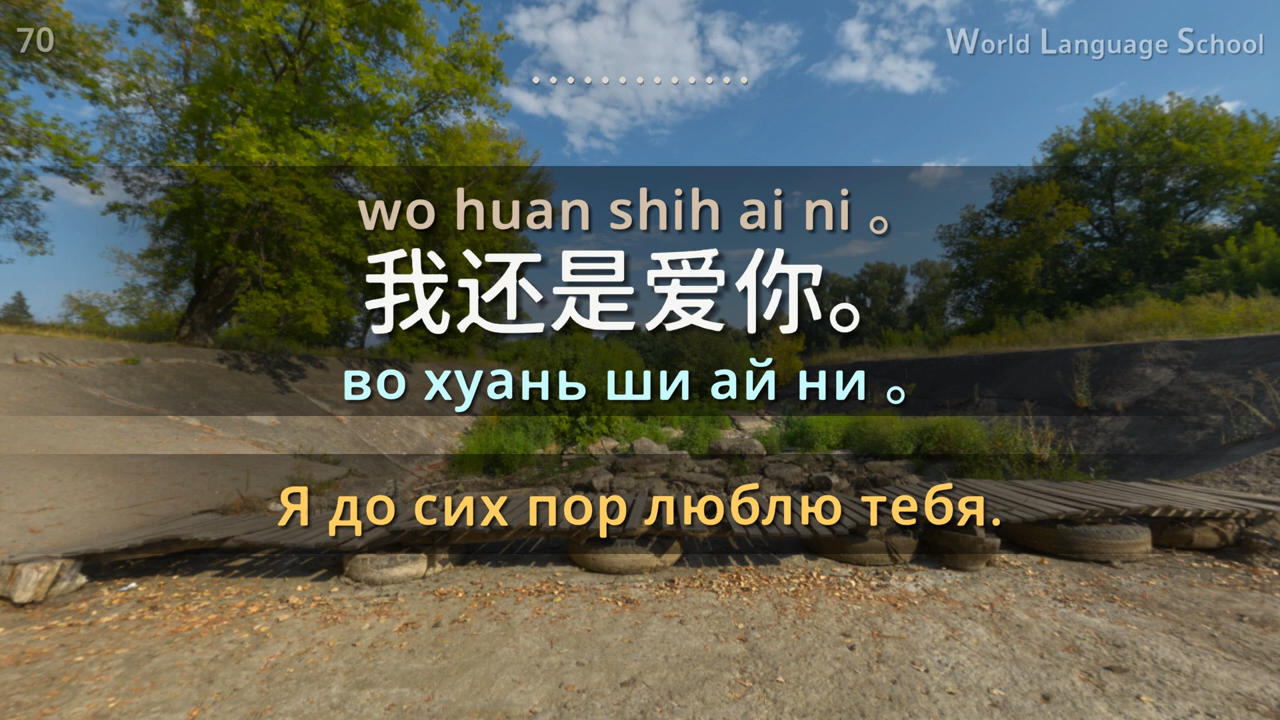 70
World Language School
wo huan shih ai ni 。
我还是爱你。
во хуань ши ай ни 。
Я до сих пор люблю тебя.